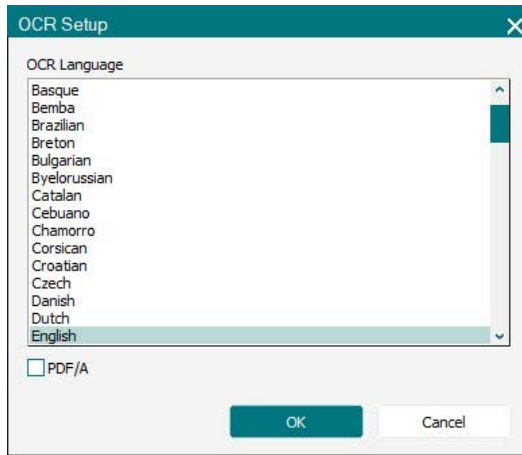 OCR Setup
OCR Language
Basque
Bemba
Brazilian
Breton
Bulgarian
Byelorussian
Catalan
Cebuano
Chamorro
Corsican
Croatian
Czech
Danish
Dutch
English
PDF/A
OK Cancel